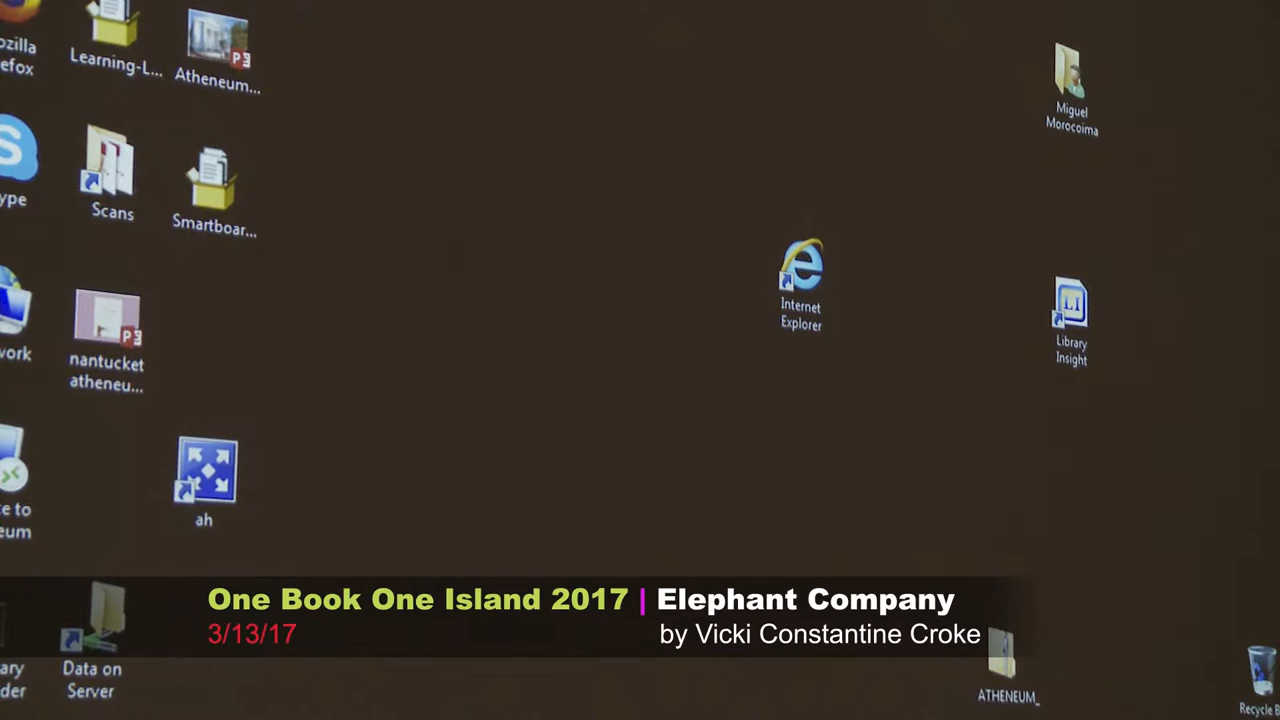 ozilla
efox
Learning-L...
Atheneum...
Miguel
Morocoima
ype
Scans
Smartboar...
Internet
Explorer
Library
Insight
work
nantucket
atheneu...
te to
eum
ah
One Book One Island 2017 | Elephant Company
3/13/17
by Vicki Constantine Croke
ary
der
Data on
Server
ATHENEUM_
Recycle B